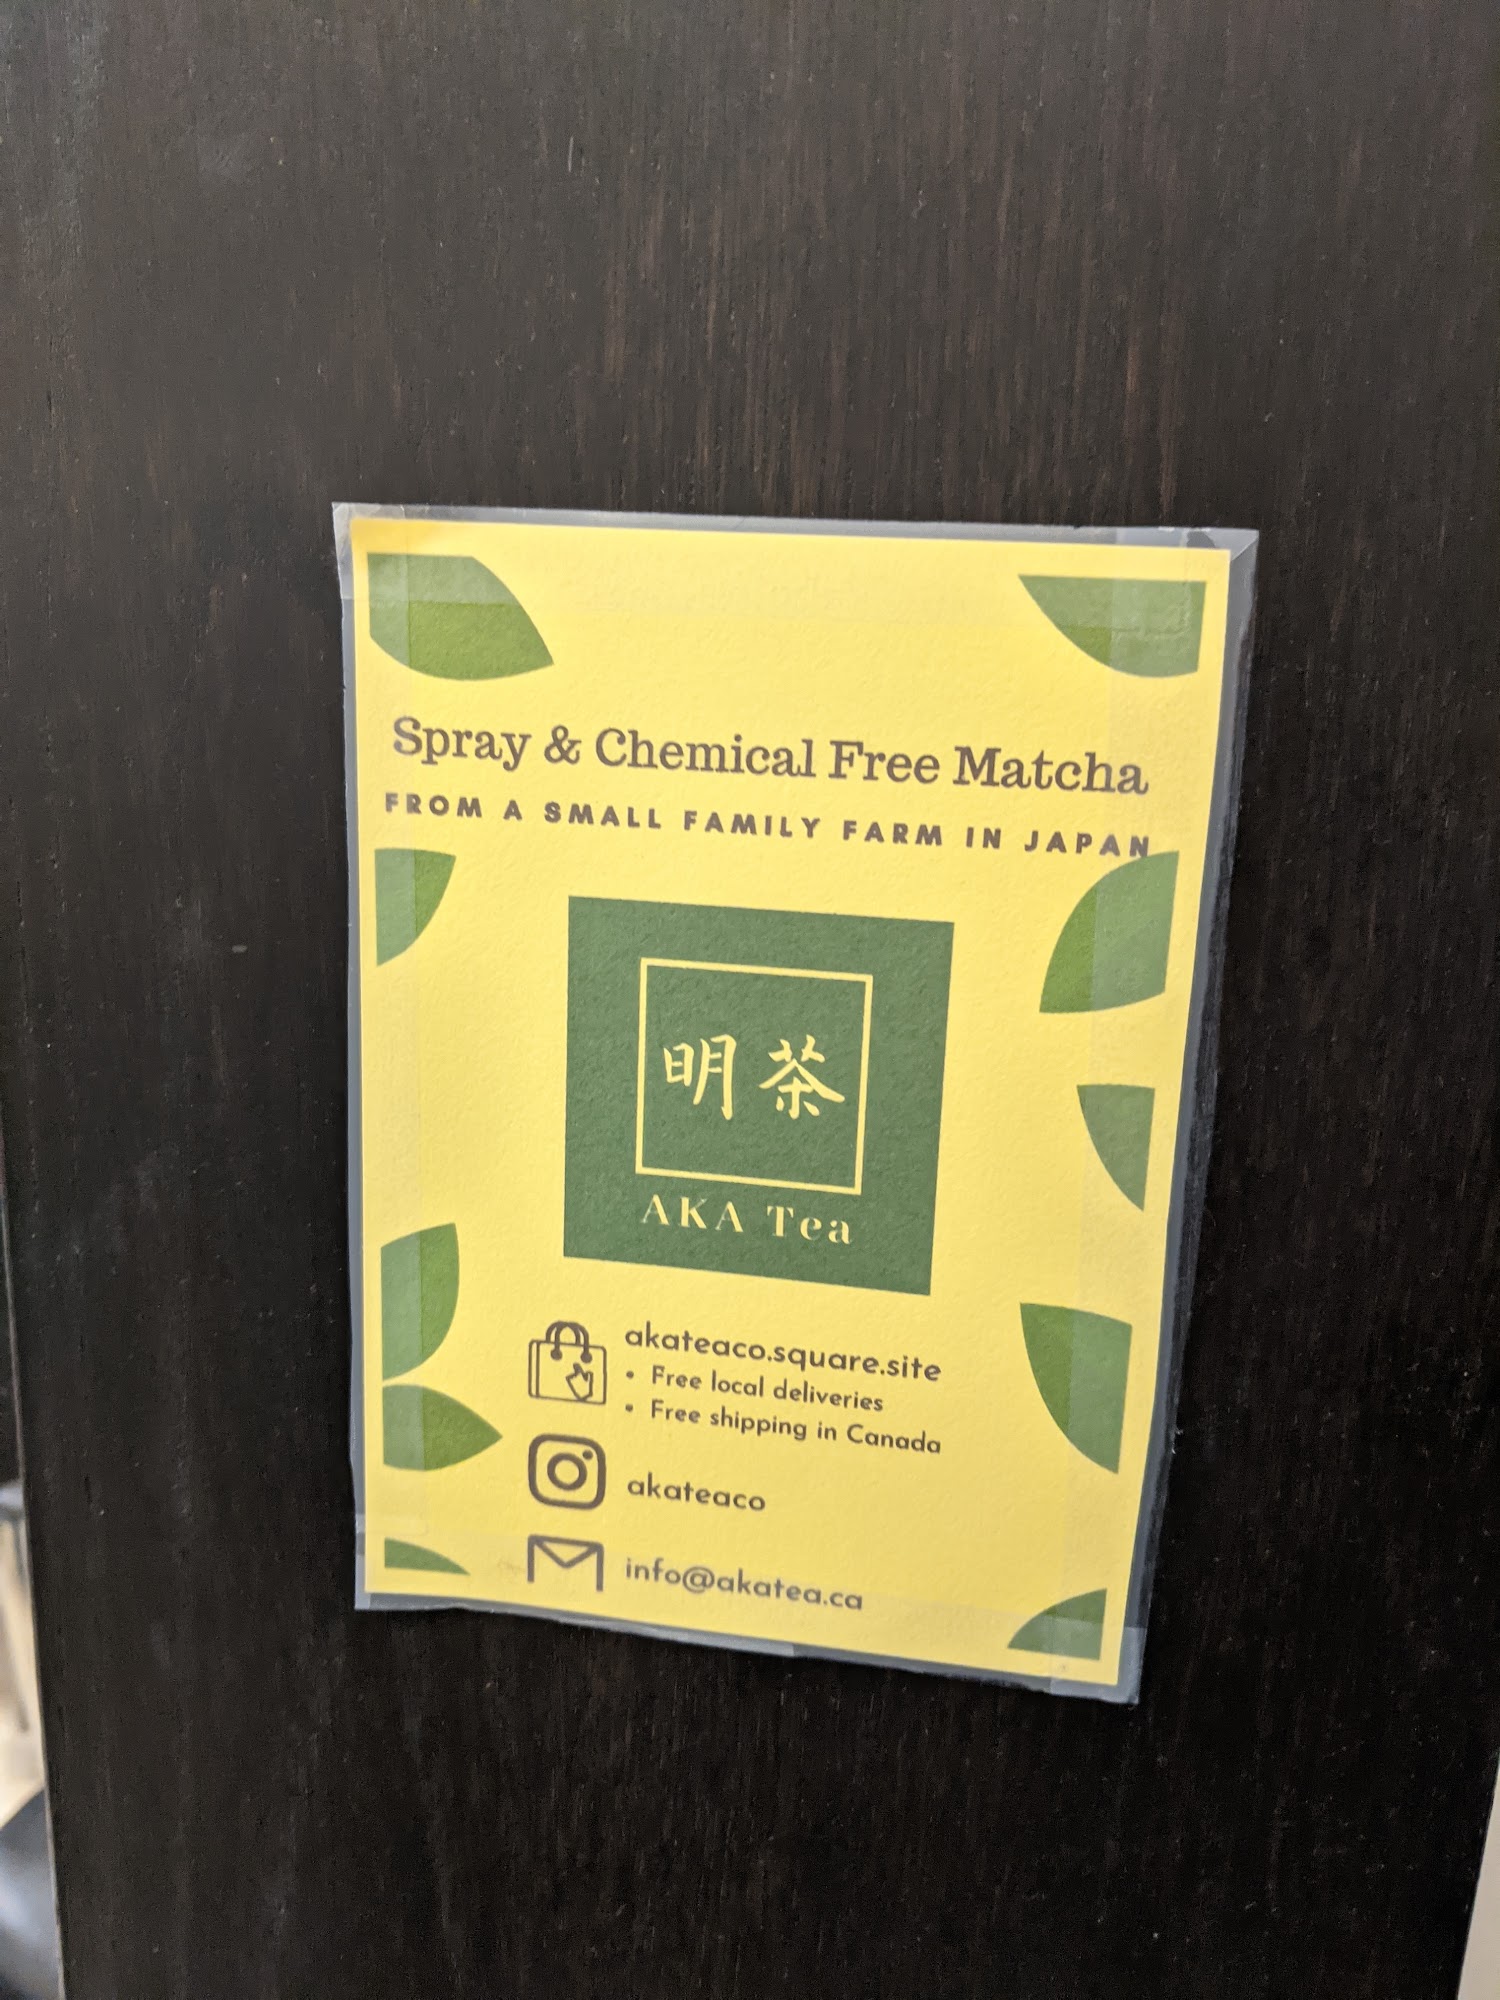 Spray & Chemical Free Matcha
FROM A SMALL FAMILY FARM IN JAPAN
明茶
AKA Tea
akateaco.square.site
• Free local deliveries
• Free shipping in Canada
akateaco
info@akatea.ca